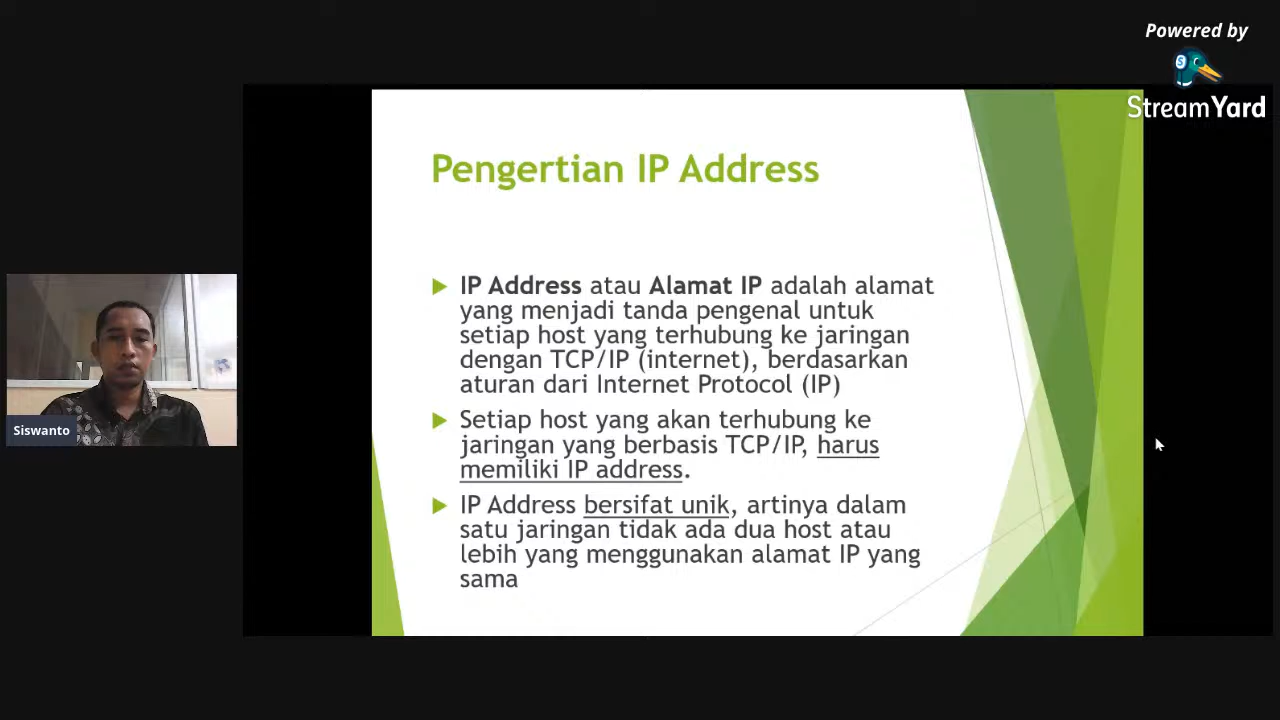 Powered by
StreamYard
Pengertian IP Address
IP Address atau Alamat IP adalah alamat
yang menjadi tanda pengenal untuk
setiap host yang terhubung ke jaringan
dengan TCP/IP (internet), berdasarkan
aturan dari Internet Protocol (IP)
Setiap host yang akan terhubung ke
jaringan yang berbasis TCP/IP, harus
memiliki IP address.
IP Address bersifat unik, artinya dalam
satu jaringan tidak ada dua host atau
lebih yang menggunakan alamat IP yang
sama
Siswanto